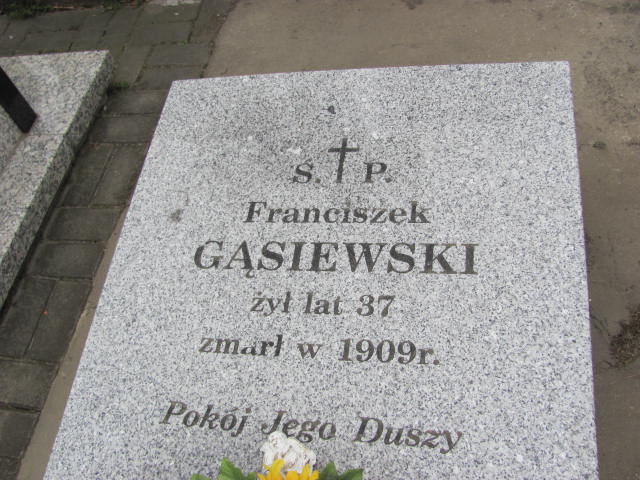 Ś. P.
Franciszek
GĄSIEWSKI
żył lat 37
zmarł w 1909r.
Pokój Jego Duszy